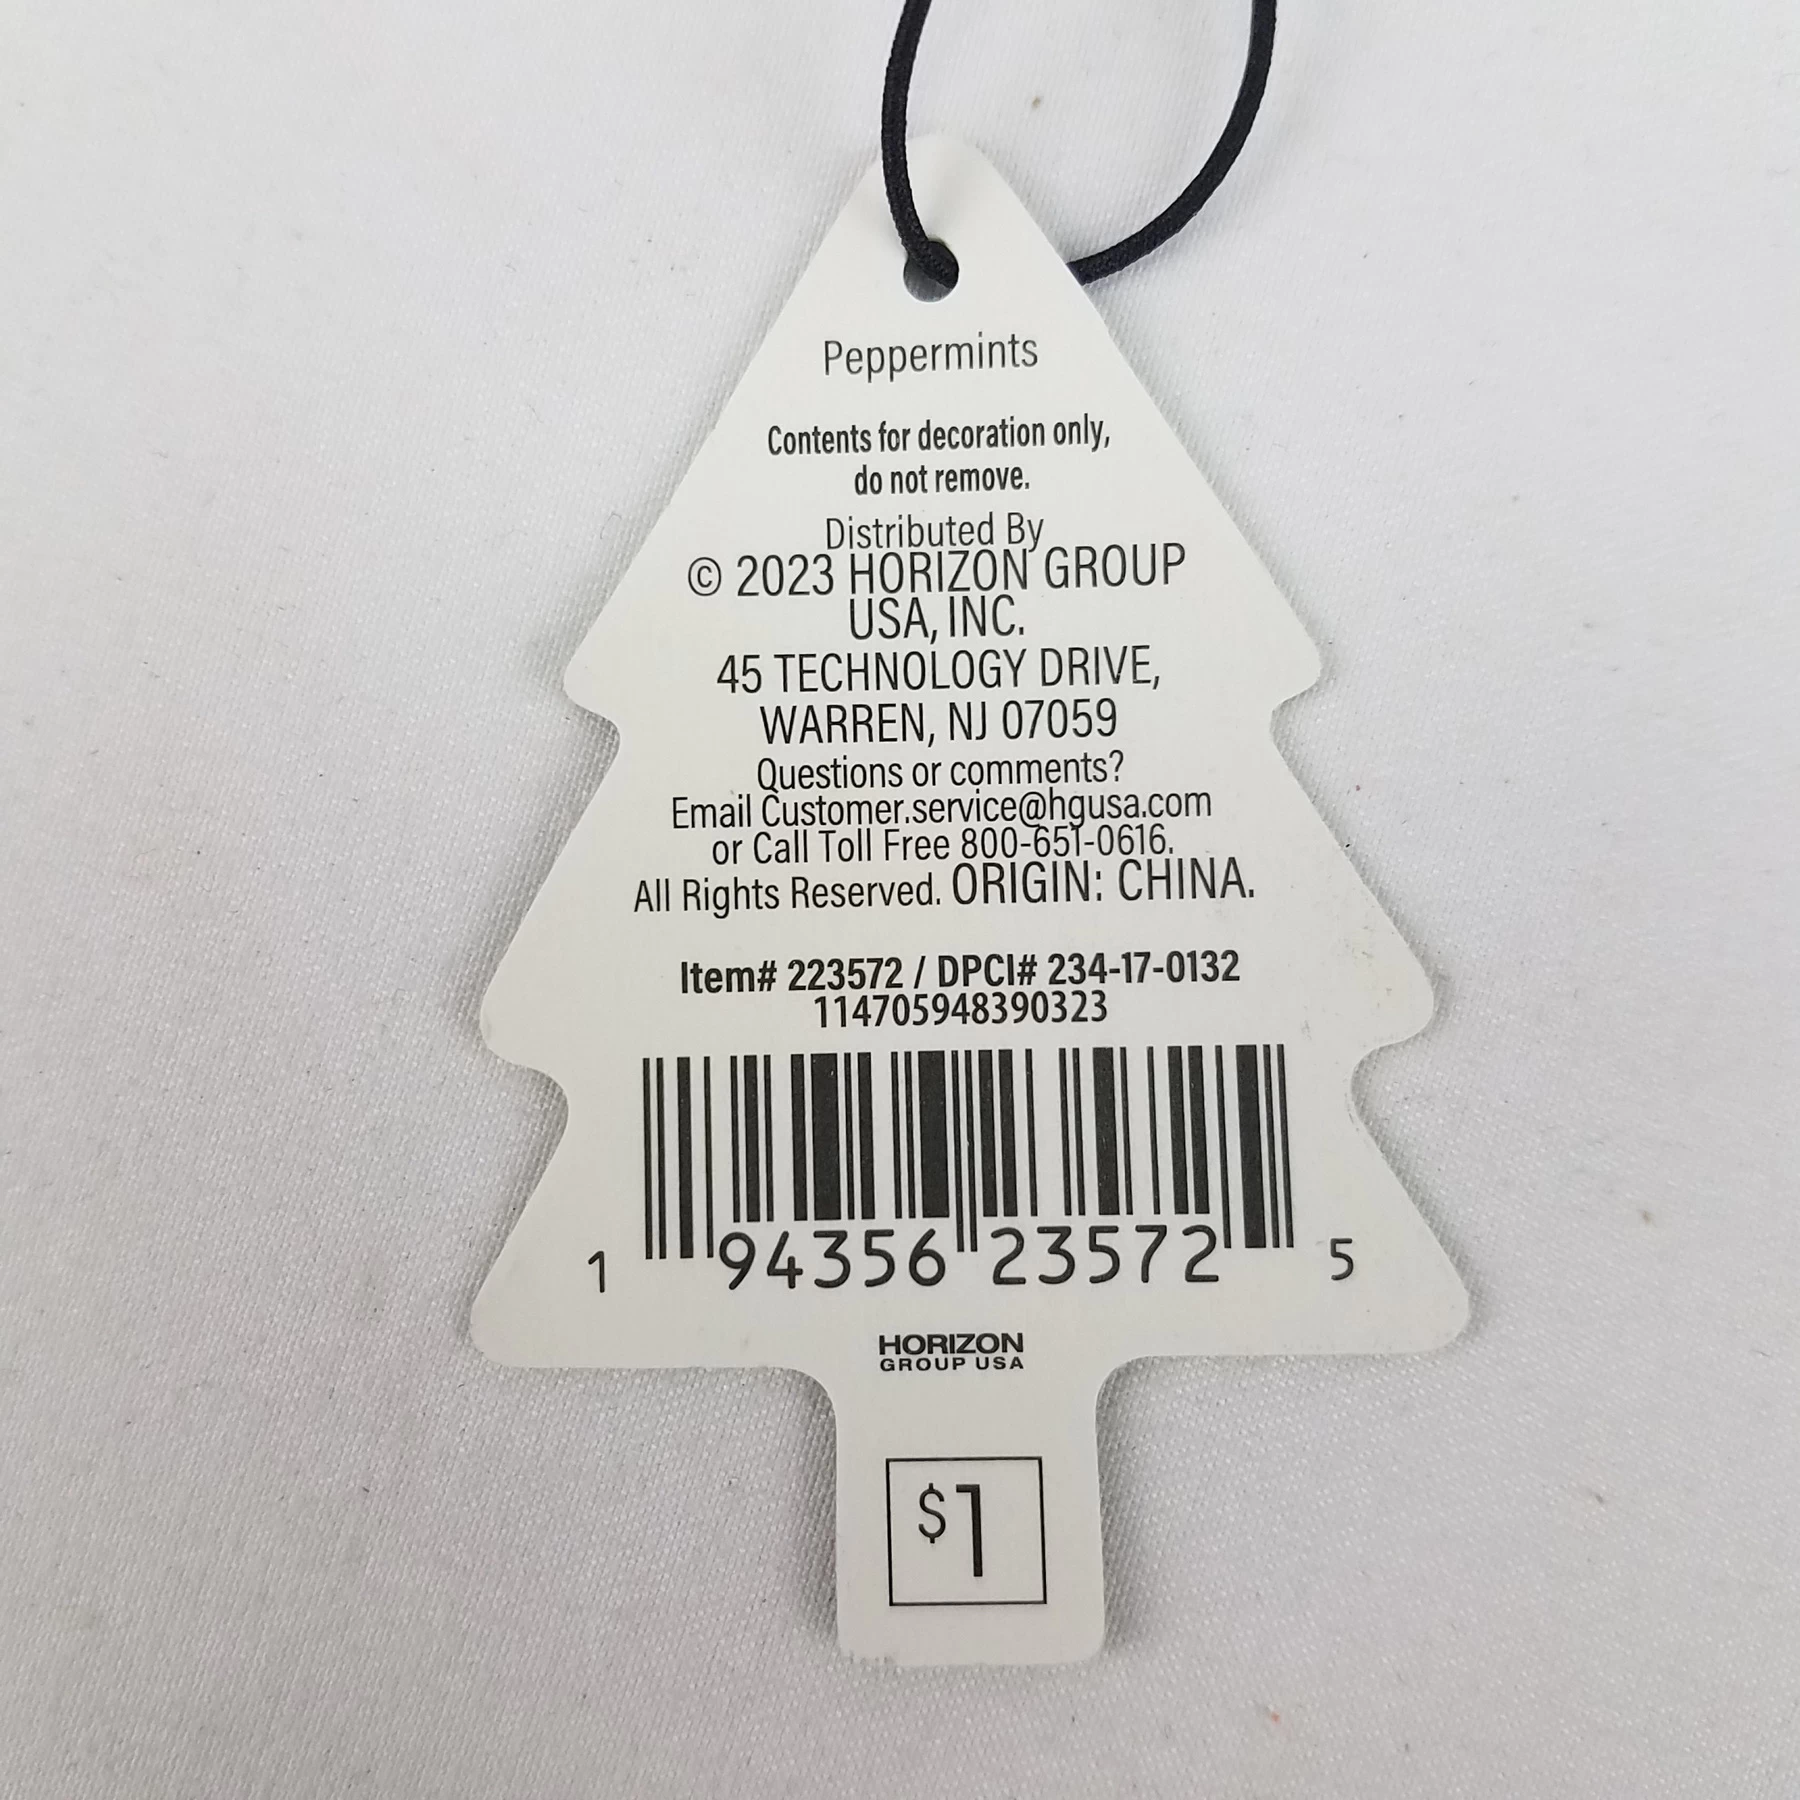 Peppermints
Contents for decoration only,
do not remove.
Distributed By
© 2023 HORIZON GROUP
USA, INC.
45 TECHNOLOGY DRIVE,
WARREN, NJ 07059
Questions or comments?
Email Customer.service@hgusa.com
or Call Toll Free 800-651-0616.
All Rights Reserved. ORIGIN: CHINA.
Item# 223572 / DPCI# 234-17-0132
114705948390323
1 94356 23572 5
HORIZON
GROUP USA
$1